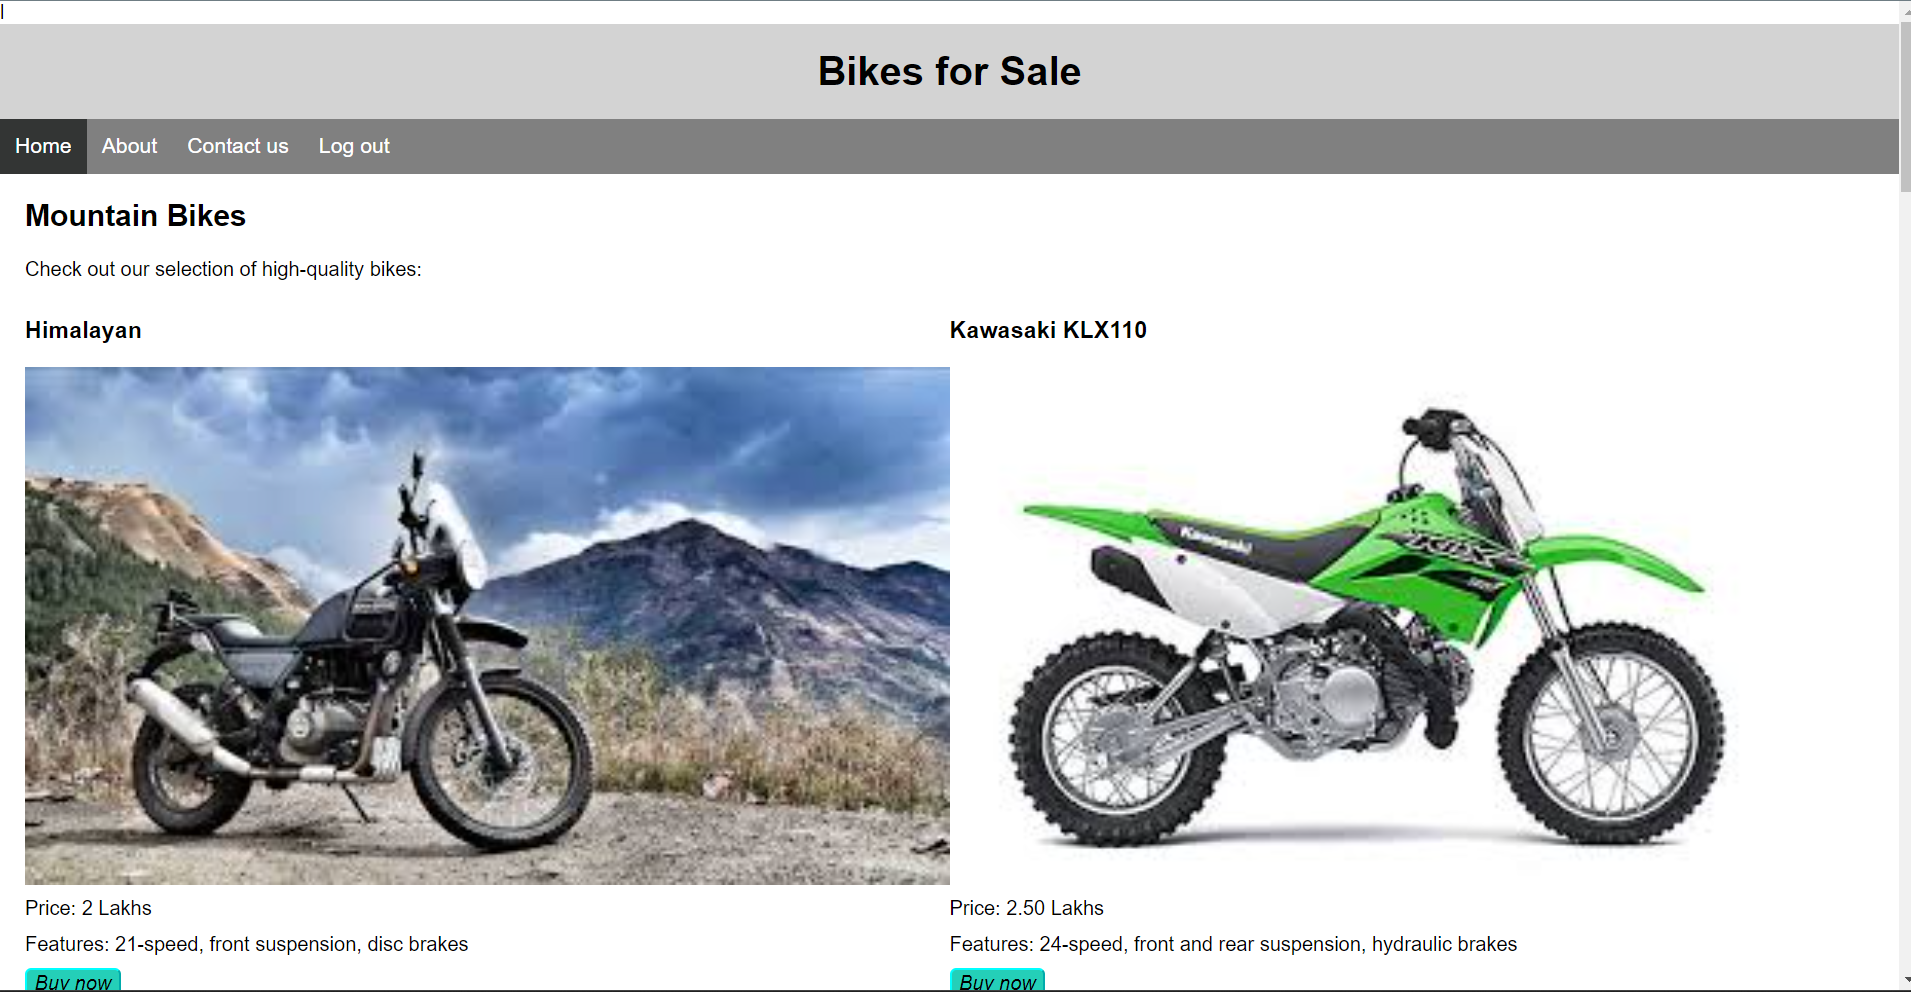 Bikes for Sale
Home About Contact us Log out
Mountain Bikes
Check out our selection of high-quality bikes:
Himalayan
Kawasaki KLX110
Kawasaki
KLX
Price: 2 Lakhs
Price: 2.50 Lakhs
Features: 21-speed, front suspension, disc brakes
Features: 24-speed, front and rear suspension, hydraulic brakes
Buy now
Buy now